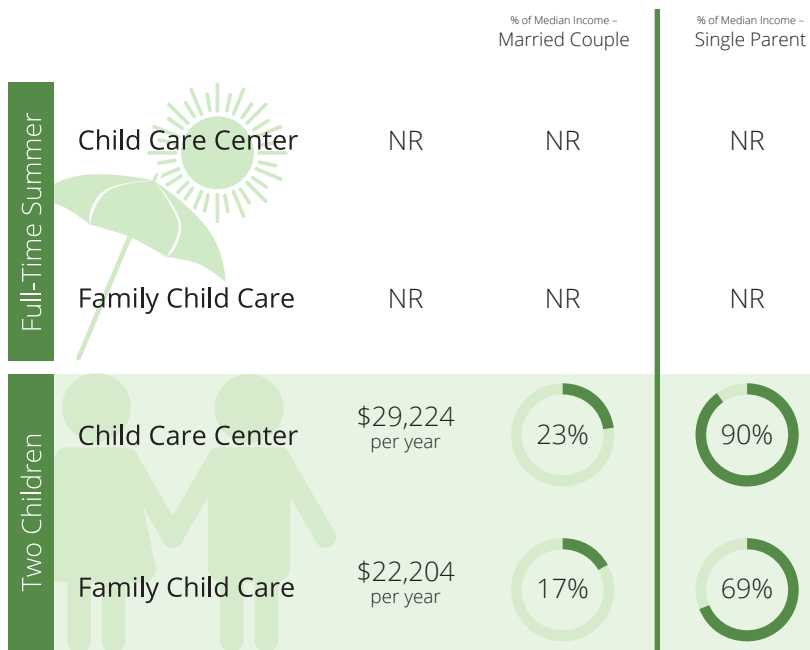 % of Median Income –
Married Couple
% of Median Income –
Single Parent
Full-Time Summer
Child Care Center NR NR NR
Family Child Care NR NR NR
Two Children
Child Care Center $29,224 per year 23% 90%
Family Child Care $22,204 per year 17% 69%